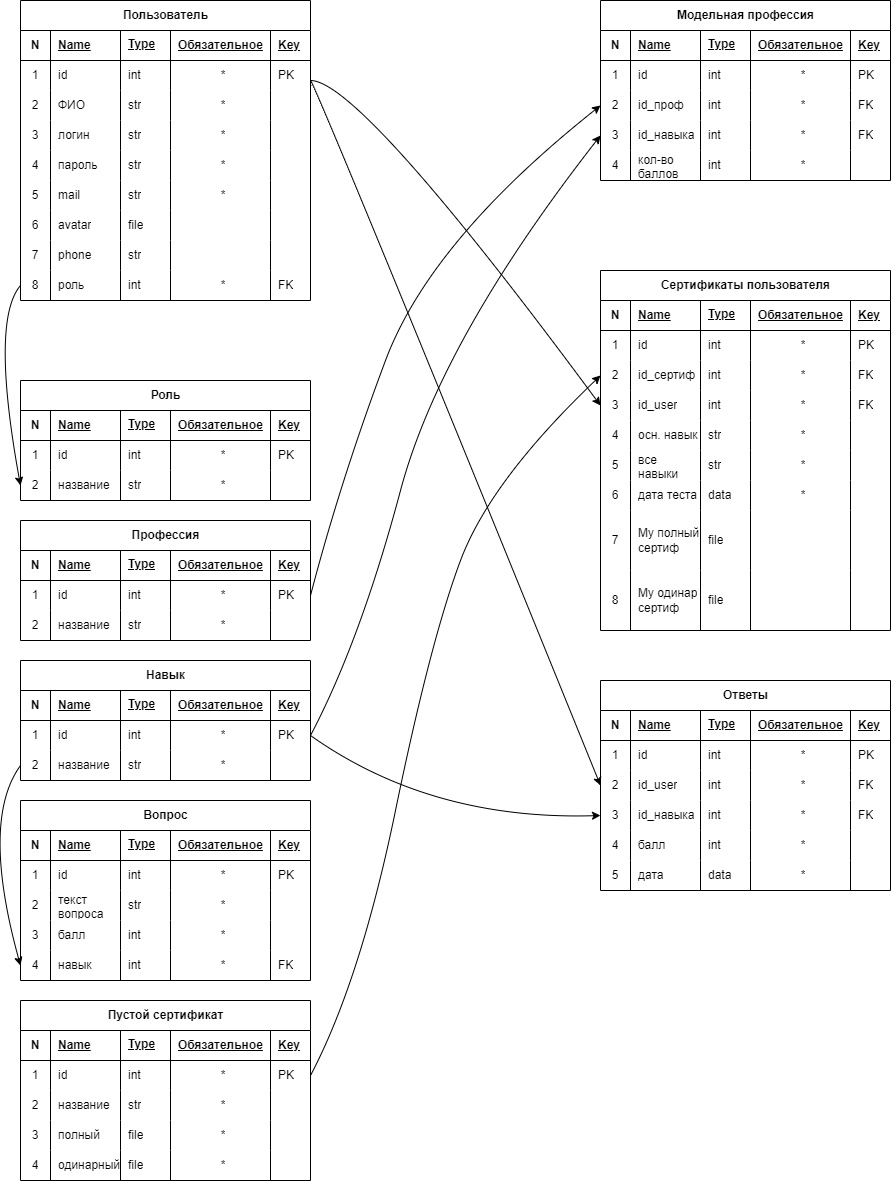 Пользователь
N Name Type Обязательное Key
1 id int * PK
2 ФИО str *
3 логин str *
4 пароль str *
5 mail str *
6 avatar file
7 phone str
8 роль int * FK
Роль
N Name Type Обязательное Key
1 id int * PK
2 название str *
Профессия
N Name Type Обязательное Key
1 id int * PK
2 название str *
Навык
N Name Type Обязательное Key
1 id int * PK
2 название str *
Вопрос
N Name Type Обязательное Key
1 id int * PK
2 текст
вопроса str *
3 балл int *
4 навык int * FK
Пустой сертификат
N Name Type Обязательное Key
1 id int * PK
2 название str *
3 полный file *
4 одинарный file *
Модельная профессия
N Name Type Обязательное Key
1 id int * PK
2 id_проф int * FK
3 id_навыка int * FK
4 кол-во
баллов int *
Сертификаты пользователя
N Name Type Обязательное Key
1 id int * PK
2 id_сертиф int * FK
3 id_user int * FK
4 осн. навык str *
5 все
навыки str *
6 дата теста data *
7 My полный
сертиф file
8 My одинар
сертиф file
Ответы
N Name Type Обязательное Key
1 id int * PK
2 id_user int * FK
3 id_навыка int * FK
4 балл int *
5 дата data *